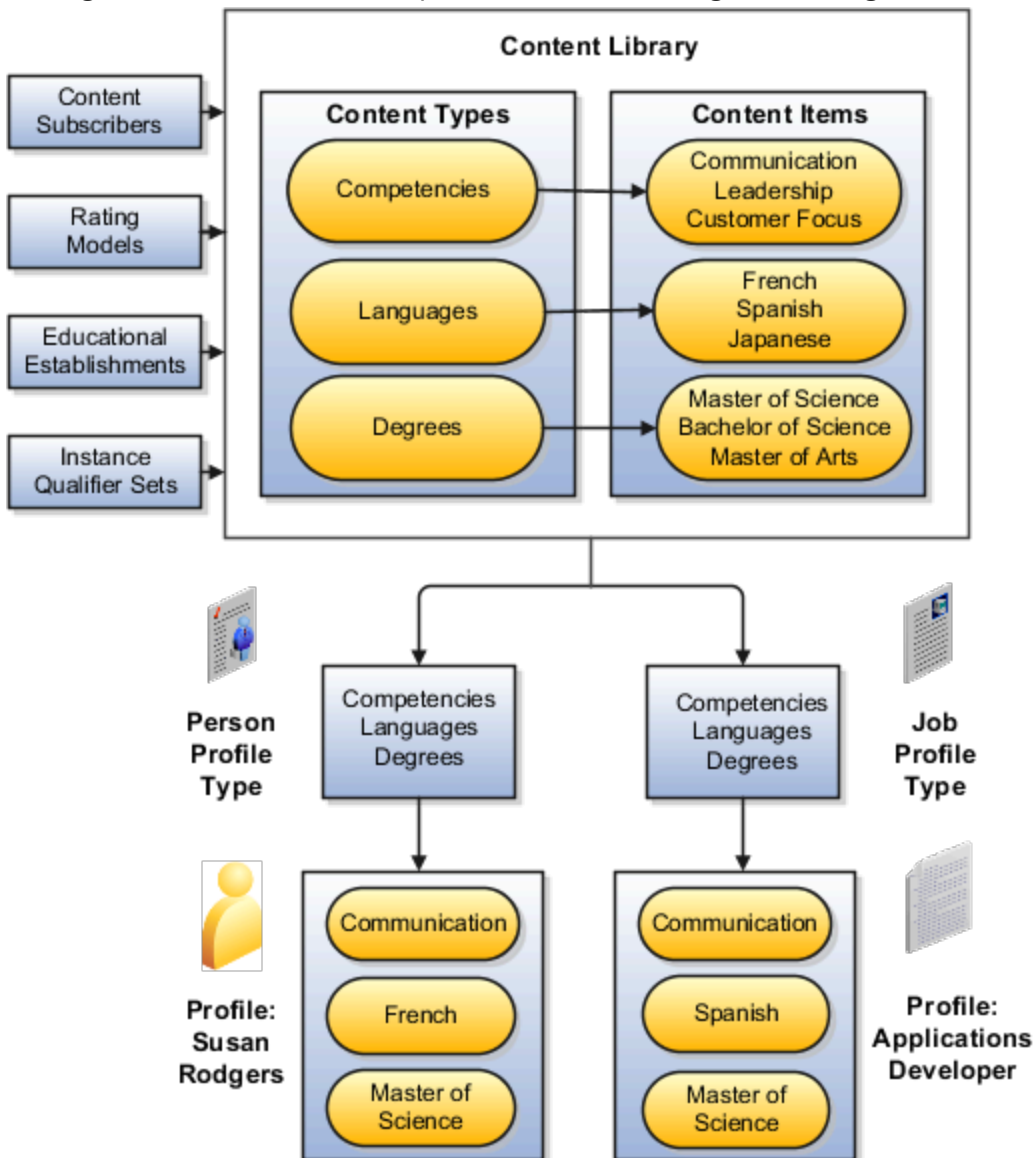 Content Library
Content
Subscribers
Rating
Models
Educational
Establishments
Instance
Qualifier Sets
Content Types
Competencies
Languages
Degrees
Content Items
Communication
Leadership
Customer Focus
French
Spanish
Japanese
Master of Science
Bachelor of Science
Master of Arts
Person
Profile
Type
Competencies
Languages
Degrees
Competencies
Languages
Degrees
Job
Profile
Type
Profile:
Susan
Rodgers
Communication
French
Master of
Science
Communication
Spanish
Master of
Science
Profile:
Applications
Developer